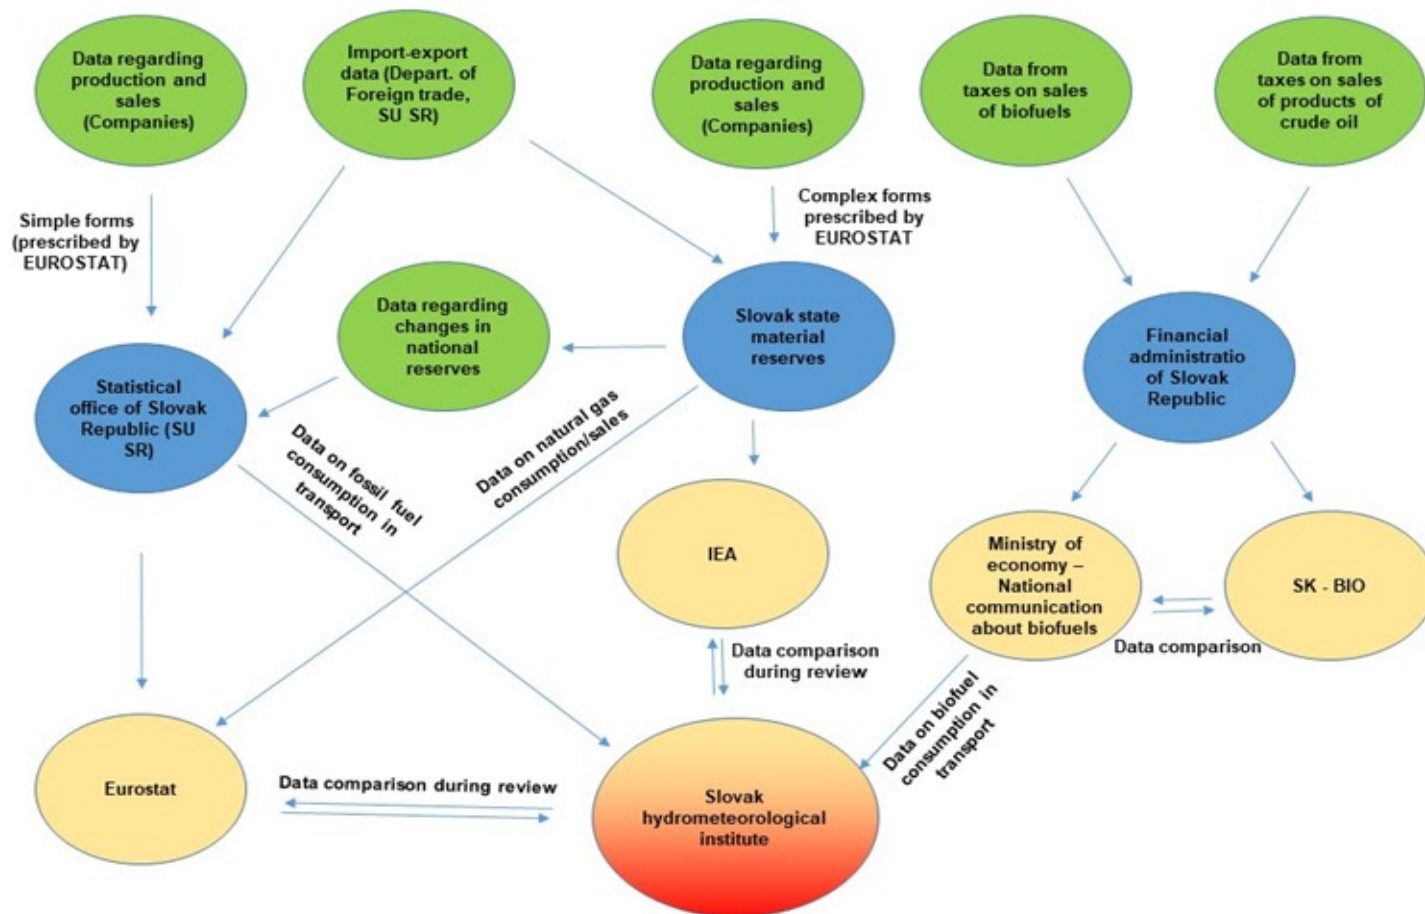 Data regarding
production and
sales
(Companies)
Import-export
data (Depart. of
Foreign trade,
SU SR)
Data regarding
production and
sales
(Companies)
Data from
taxes on sales
of biofuels
Data from
taxes on sales
of products of
crude oil
Simple forms
(prescribed by
EUROSTAT)
Complex forms
prescribed by
EUROSTAT
Data regarding
changes in
national
reserves
Slovak state
material
reserves
Financial
administratio
of Slovak
Republic
Statistical
office of Slovak
Republic (SU
SR)
Data on fossil fuel
consumption in
transport
Data on natural gas
consumption/sales
IEA
Ministry of
economy –
National
communication
about biofuels
SK - BIO
Data comparison
Data comparison
during review
Data on biofuel
consumption in
transport
Eurostat
Data comparison during review
Slovak
hydrometeorological
institute